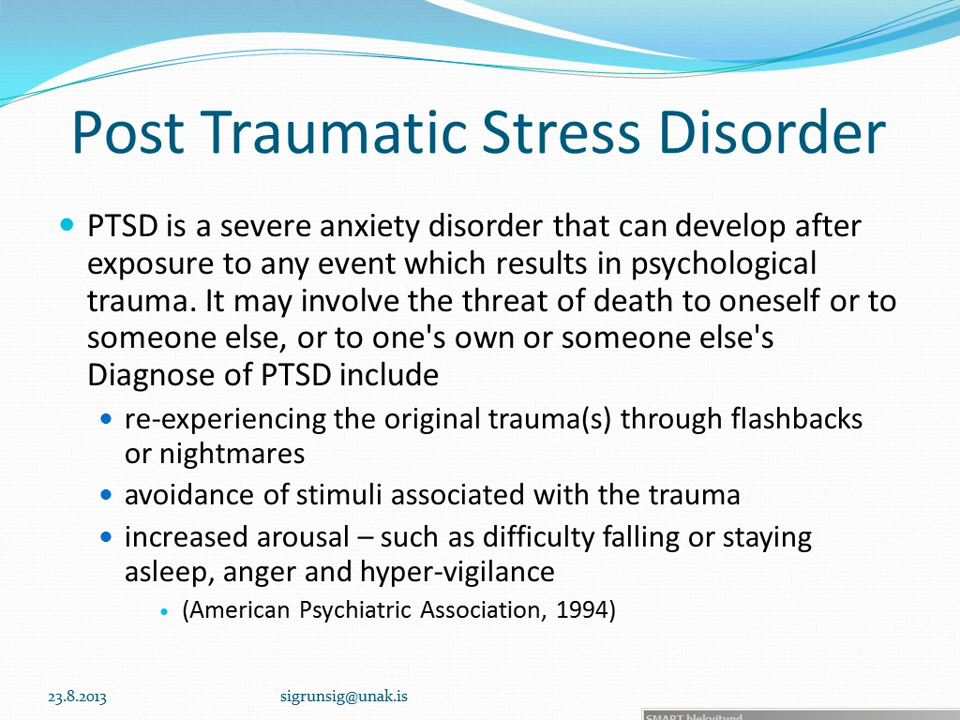 Post Traumatic Stress Disorder
PTSD is a severe anxiety disorder that can develop after
exposure to any event which results in psychological
trauma. It may involve the threat of death to oneself or to
someone else, or to one's own or someone else's
Diagnose of PTSD include
re-experiencing the original trauma(s) through flashbacks
or nightmares
avoidance of stimuli associated with the trauma
increased arousal – such as difficulty falling or staying
asleep, anger and hyper-vigilance
(American Psychiatric Association, 1994)
23.8.2013 sigrunsig@unak.is
SMART